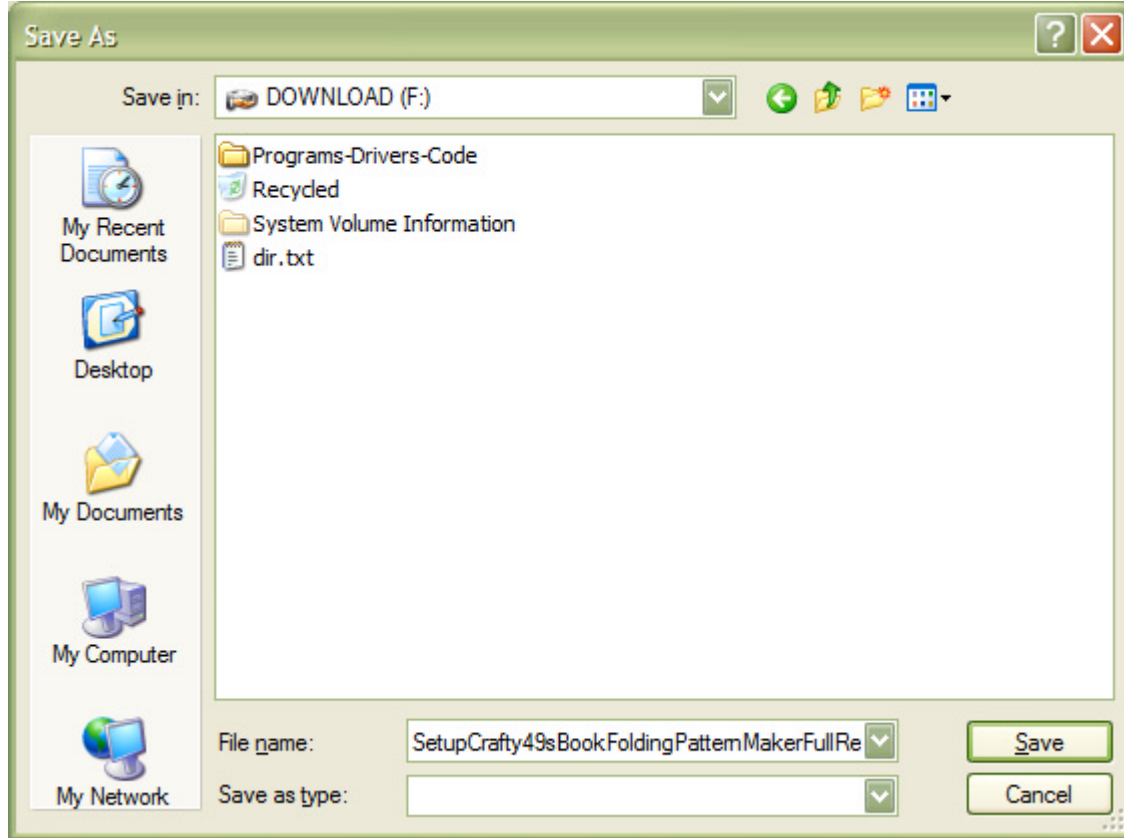 Save As
Save in:
DOWNLOAD (F:)
Programs-Drivers-Code
Recycled
System Volume Information
dir.txt
My Recent
Documents
Desktop
My Documents
My Computer
My Network
File name:
SetupCrafty49sBookFoldingPatternMakerFullRe
Save
Save as type:
Cancel